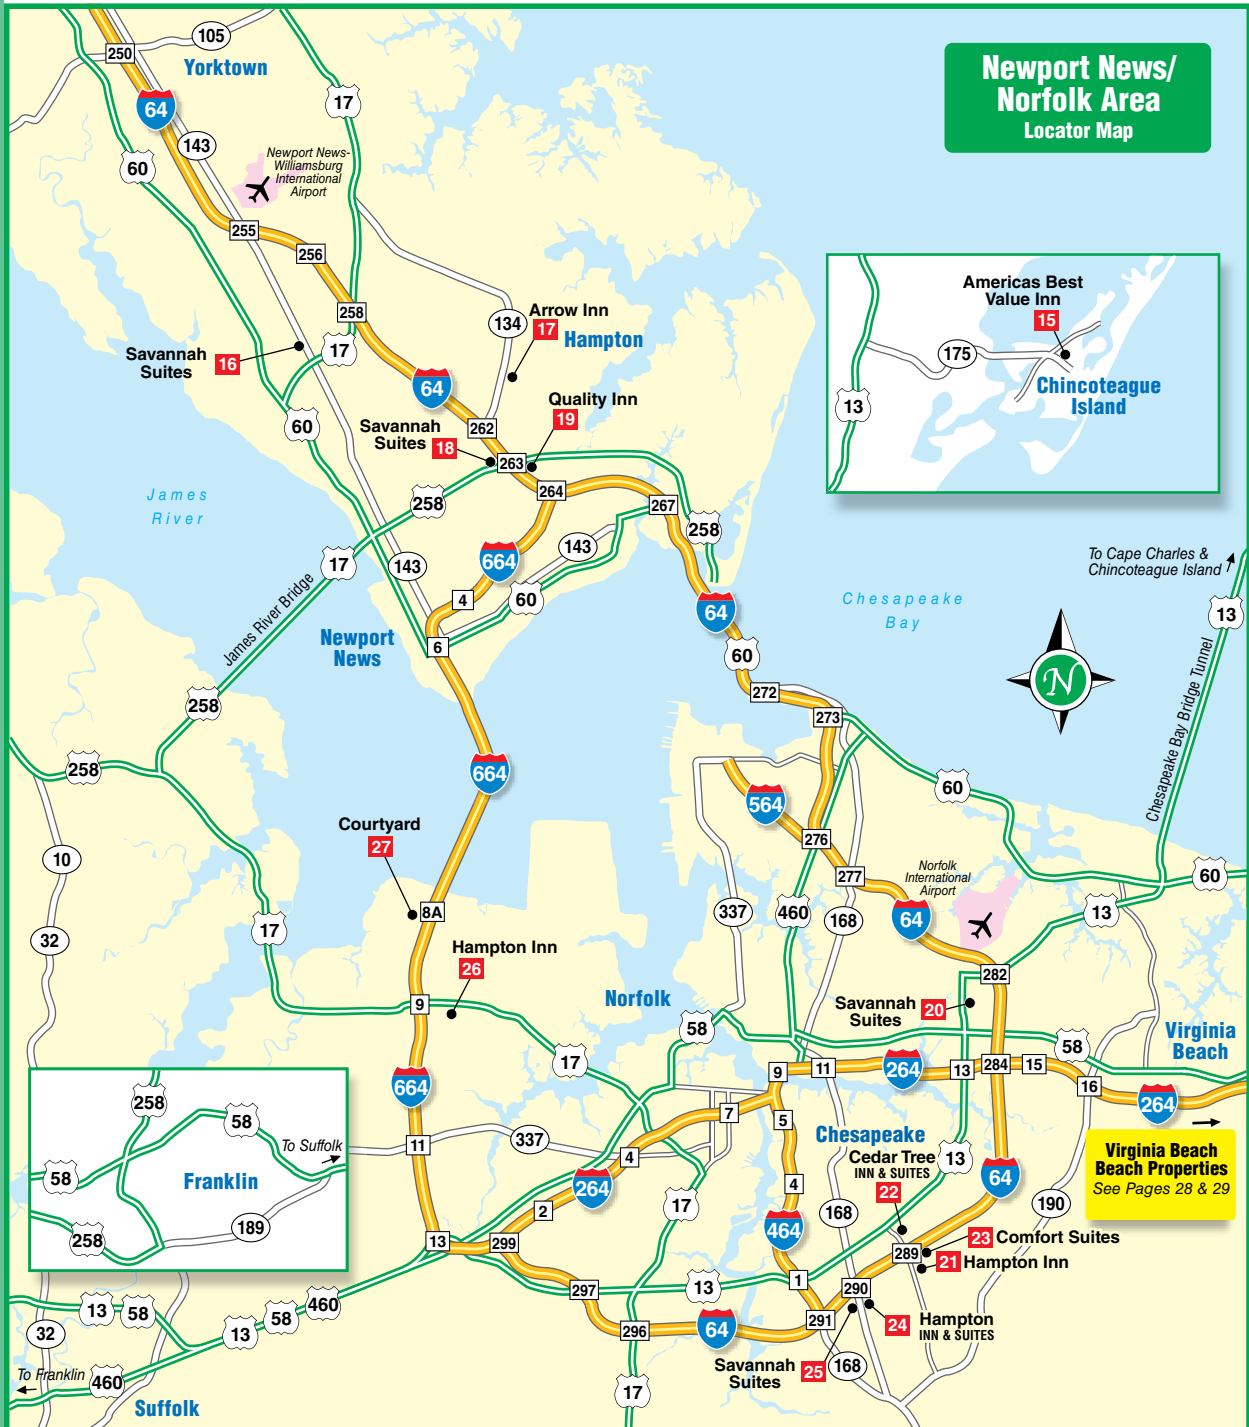 Newport News/
Norfolk Area
Locator Map
250
105
Yorktown
64
17
143
60
Newport News-
Williamsburg
International
Airport
255
256
258
134
Arrow Inn
17
Hampton
Savannah
Suites
16
17
64
Quality Inn
19
60
262
Savannah
Suites
18
263
264
267
258
258
James
River
143
664
143
17
143
4
60
64
James River Bridge
Newport
News
6
60
258
272
273
Americas Best
Value Inn
15
175
13
Chincoteague
Island
To Cape Charles &
Chincoteague Island
13
Chesapeake
Bay
N
Chesapeake Bay Bridge Tunnel
258
664
564
60
Courtyard
27
276
277
Norfolk
International
Airport
60
10
8A
337
460
168
64
13
32
17
Hampton Inn
26
9
Norfolk
282
Savannah
Suites
20
58
58
Virginia
Beach
17
9
11
264
13
284
15
16
264
664
7
5
Chesapeake
Cedar Tree
INN & SUITES
22
13
Virginia Beach
Beach Properties
See Pages 28 & 29
258
58
To Suffolk
58
Franklin
189
258
11
337
4
264
4
64
2
17
168
190
464
13
299
289
23
Comfort Suites
21
Hampton Inn
297
13
1
290
24
Hampton
INN & SUITES
291
296
64
Savannah
Suites
25
168
17
13
58
13
58
460
32
To Franklin
460
Suffolk